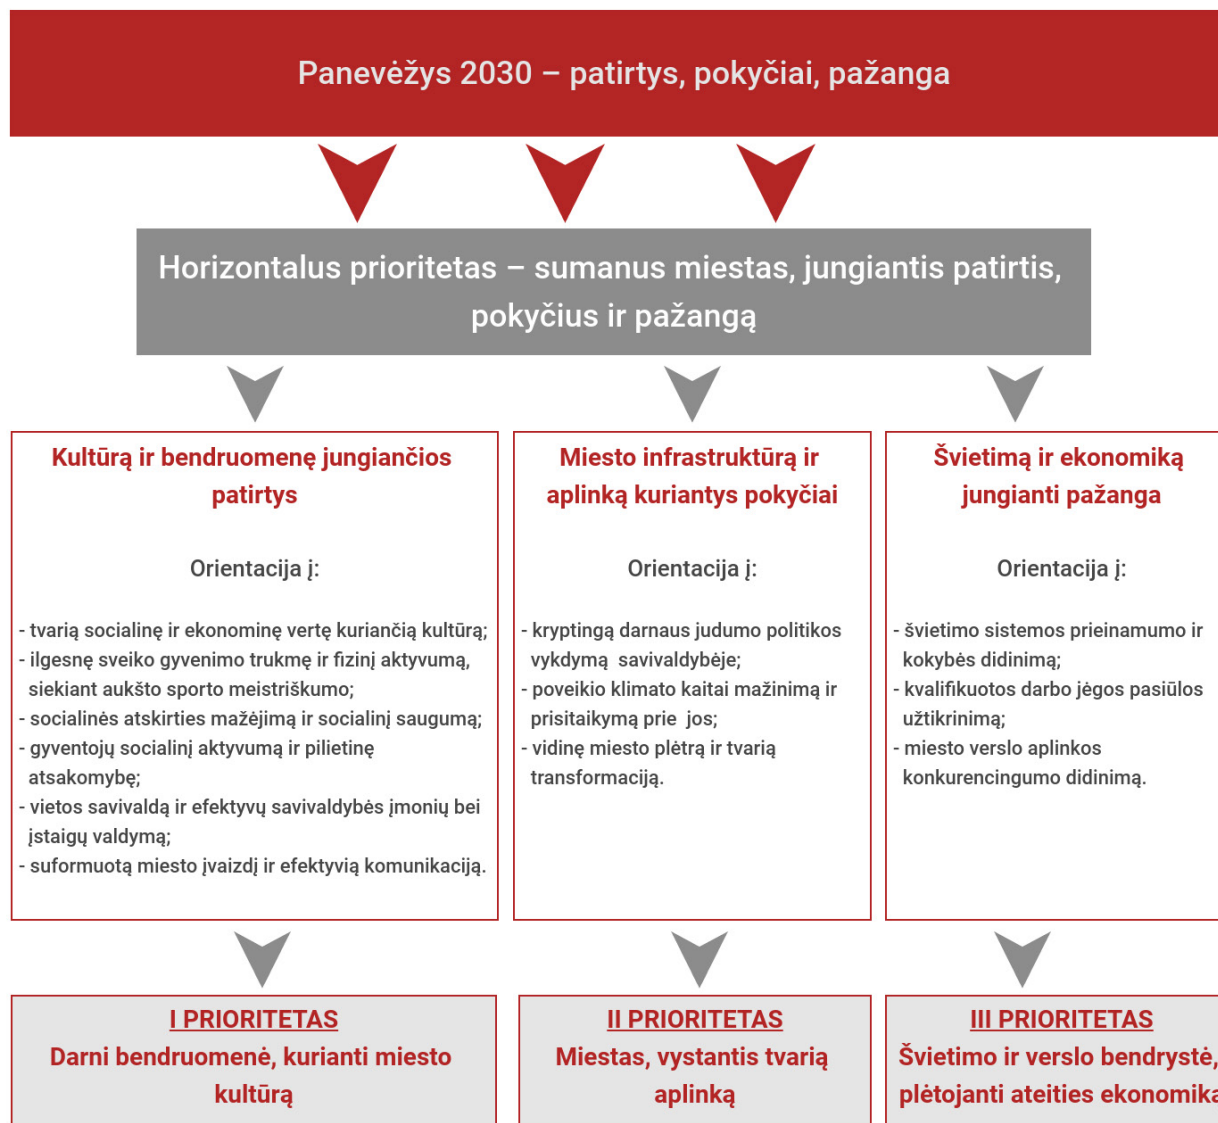 Panevėžys 2030 – patirtys, pokyčiai, pažanga
Horizontalus prioritetas – sumanus miestas, jungiantis patirtis,
pokyčius ir pažangą
Kultūrą ir bendruomenę jungiančios
patirtys
Orientacija į:
- tvarią socialinę ir ekonominę vertę kuriančią kultūrą;
- ilgesnę sveiko gyvenimo trukmę ir fizinį aktyvumą,
siekiant aukšto sporto meistriškumo;
- socialinės atskirties mažėjimą ir socialinį saugumą;
- gyventojų socialinį aktyvumą ir pilietinę
atsakomybę;
- vietos savivaldą ir efektyvų savivaldybės įmonių bei
įstaigų valdymą;
- suformuotą miesto įvaizdį ir efektyvią komunikaciją.
Miesto infrastruktūrą ir
aplinką kuriantys pokyčiai
Orientacija į:
- kryptingą darnaus judumo politikos
vykdymą savivaldybėje;
- poveikio klimato kaitai mažinimą ir
prisitaikymą prie jos;
- vidinę miesto plėtrą ir tvarią
transformaciją.
Švietimą ir ekonomiką
jungianti pažanga
Orientacija į:
- švietimo sistemos prieinamumo ir
kokybės didinimą;
- kvalifikuotos darbo jėgos pasiūlos
užtikrinimą;
- miesto verslo aplinkos
konkurencingumo didinimą.
I PRIORITETAS
Darni bendruomenė, kurianti miesto
kultūrą
II PRIORITETAS
Miestas, vystantis tvarią
aplinką
III PRIORITETAS
Švietimo ir verslo bendrystė,
plėtojanti ateities ekonomiką